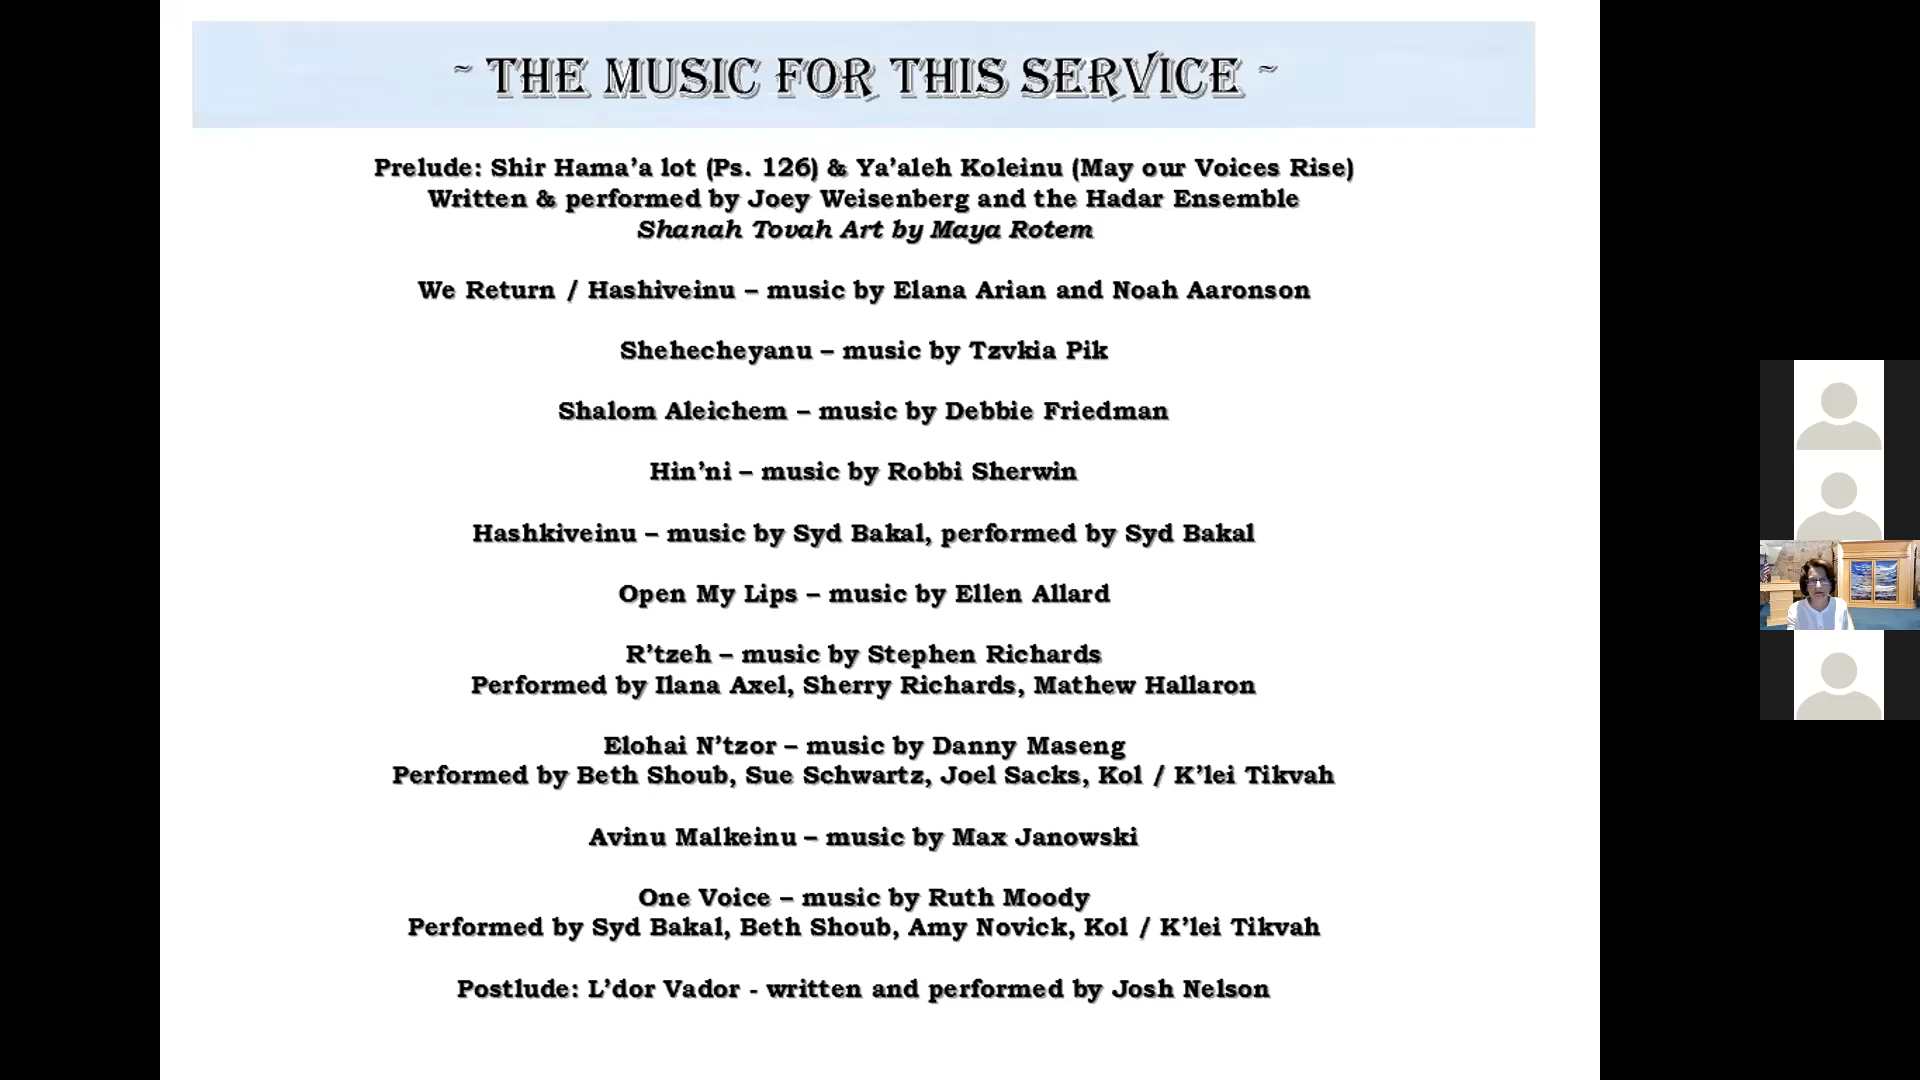 ~ THE MUSIC FOR THIS SERVICE ~
Prelude: Shir Hama’a lot (Ps. 126) & Ya’aleh Koleinu (May our Voices Rise)
Written & performed by Joey Weisenberg and the Hadar Ensemble
Shanah Tovah Art by Maya Rotem
We Return / Hashiveinu – music by Elana Arian and Noah Aaronson
Shehecheyanu – music by Tzvkia Pik
Shalom Aleichem – music by Debbie Friedman
Hin’ni – music by Robbi Sherwin
Hashkiveinu – music by Syd Bakal, performed by Syd Bakal
Open My Lips – music by Ellen Allard
R’tzeh – music by Stephen Richards
Performed by Ilana Axel, Sherry Richards, Mathew Hallaron
Elohai N’tzor – music by Danny Maseng
Performed by Beth Shoub, Sue Schwartz, Joel Sacks, Kol / K’lei Tikvah
Avinu Malkeinu – music by Max Janowski
One Voice – music by Ruth Moody
Performed by Syd Bakal, Beth Shoub, Amy Novick, Kol / K’lei Tikvah
Postlude: L’dor Vador - written and performed by Josh Nelson